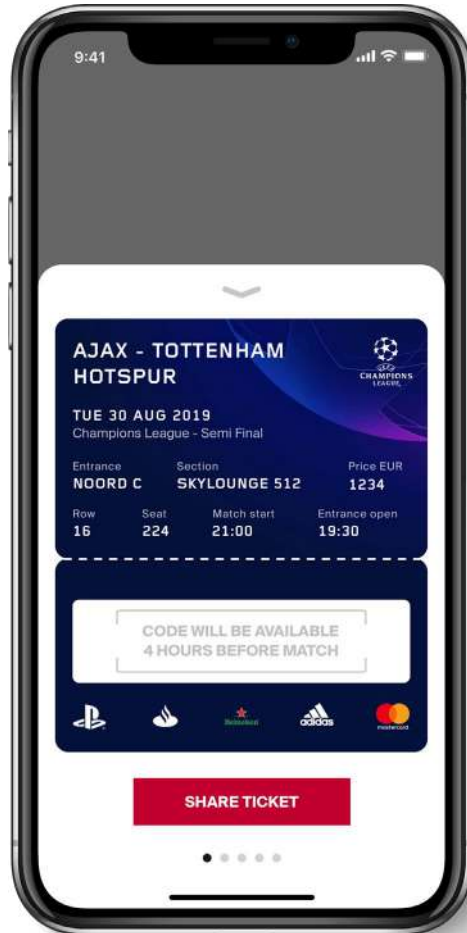 9:41
AJAX - TOTTENHAM
HOTSPUR
CHAMPIONS
LEAGUE
TUE 30 AUG 2019
Champions League - Semi Final
Entrance Section Price EUR
NOORD C SKYLOUNGE 512 1234
Row Seat Match start Entrance open
16 224 21:00 19:30
CODE WILL BE AVAILABLE
4 HOURS BEFORE MATCH
Heineken adidas mastercard
SHARE TICKET